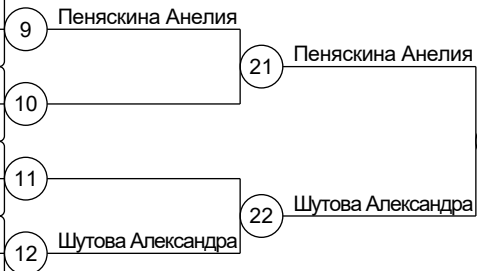 9 Пеняскина Анелия
21 Пеняскина Анелия
10
11
22 Шутова Александра
12 Шутова Александра